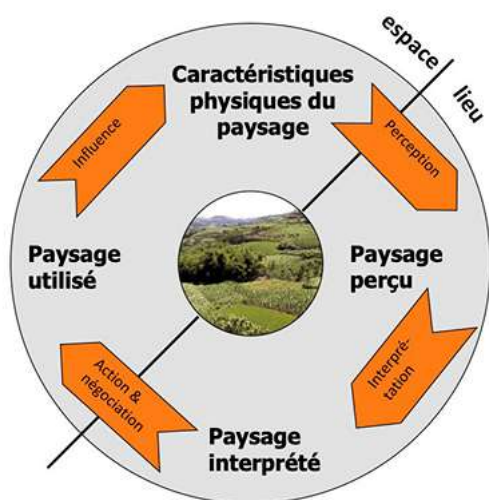 espace
lieu
Caractéristiques
physiques du
paysage
Influence
Perception
Paysage
utilisé
Paysage
perçu
Action &
négociation
Interpré-
tation
Paysage
interprété